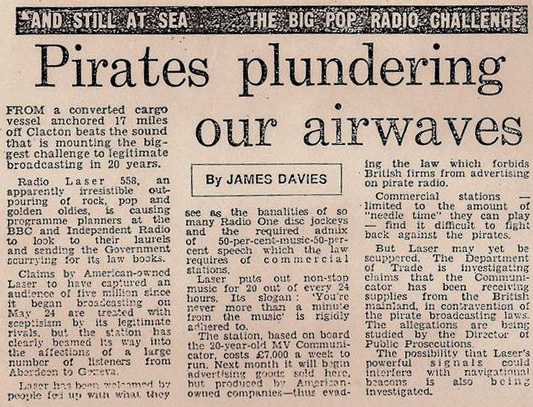 "AND STILL AT SEA . . . THE BIG POP RADIO CHALLENGE
Pirates plundering
our airwaves
By JAMES DAVIES
FROM a converted cargo
vessel anchored 17 miles
off Clacton beats the sound
that is mounting the big-
gest challenge to legitimate
broadcasting in 20 years.
Radio Laser 558, an
apparently irresistible out-
pouring of rock, pop and
golden oldies, is causing
programme planners at the
BBC and Independent Radio
to look to their laurels
and sending the Government
scurrying for its law books.
Claims by American-owned
Laser to have captured an
audience of five million since
it began broadcasting on
May 24 are treated with
scepticism by its legitimate
rivals, but the station has
clearly beamed its way into
the affections of a large
number of listeners from
Aberdeen to Geneva.
Laser has been welcomed by
people fed up with what they
see as the banalities of so
many Radio One disc jockeys
and the required admix
of 50-per-cent-music-50-per-
cent speech which the law
requires of commercial
stations.
Laser puts out non-stop
music for 20 out of every 24
hours. Its slogan: 'You're
never more than a minute
from the music' is rigidly
adhered to.
The station, based on board
the 20-year-old MV Communi-
cator, costs £7,000 a week to
run. Next month it will begin
advertising goods sold here,
but produced by American-
owned companies—thus evad-
ing the law which forbids
British firms from advertising
on pirate radio.
Commercial stations —
limited to the amount of
"needle time" they can play
— find difficult to fight
back against the pirates.
But Laser may yet be
scuppered. The Department
of Trade is investigating
claims that the Communi-
cator has been receiving
supplies from the British
mainland, in contravention of
the pirate broadcasting laws.
The allegations are being
studied by the Director of
Public Prosecutions.
The possibility that Laser's
powerful signals could
interfere with navigational
beacons is also being
investigated.